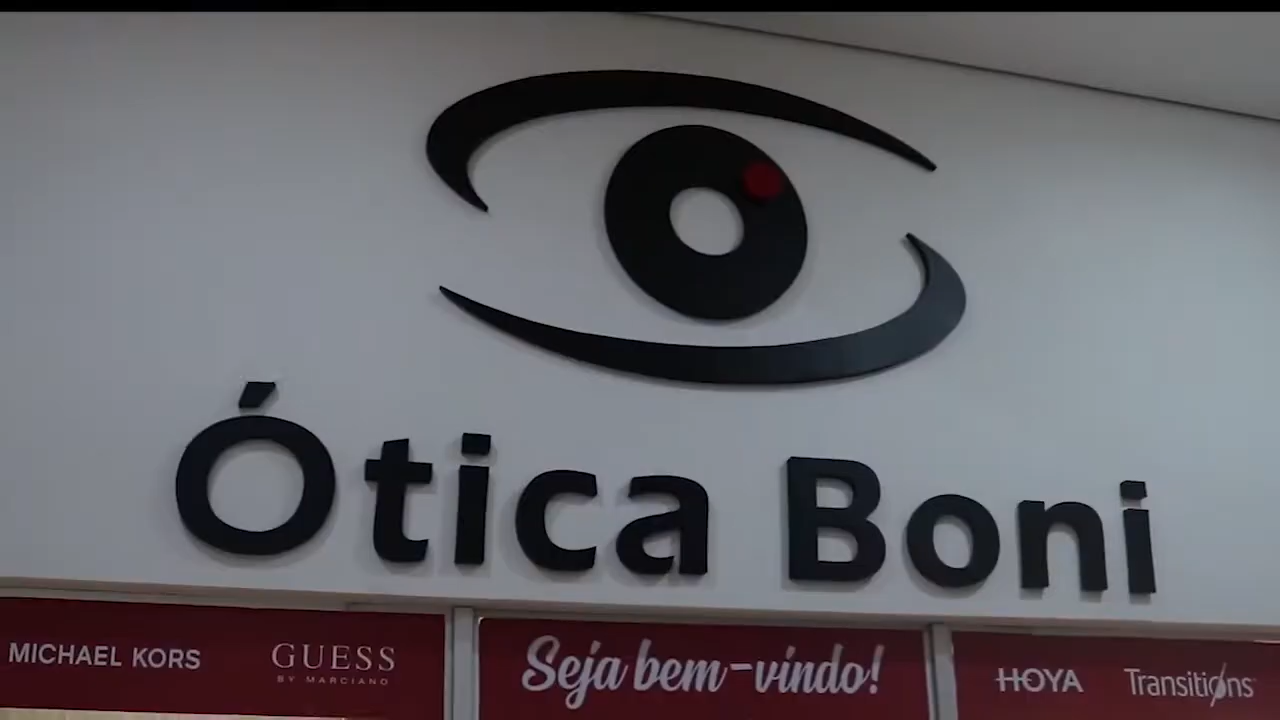 Ótica Boni
MICHAEL KORS
GUESS
BY MARCIANO
Seja bem-vindo!
HOYA
Transitions